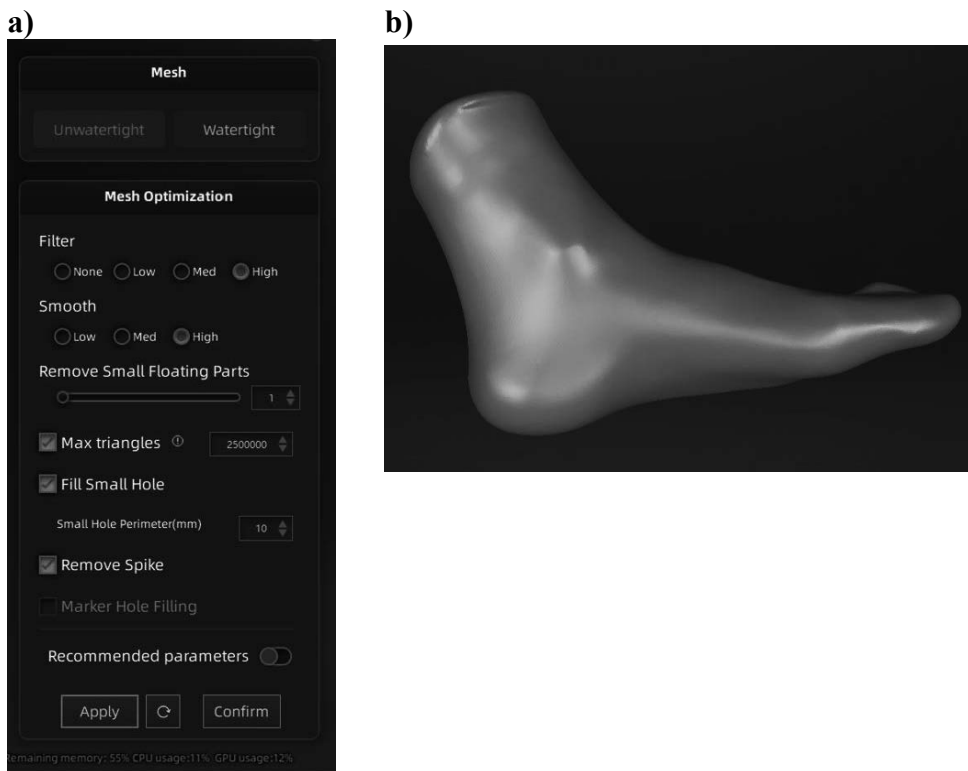 a)
b)
Mesh
Unwatertight Watertight
Mesh Optimization
Filter
None Low Med High
Smooth
Low Med High
Remove Small Floating Parts
1
Max triangles 2500000
Fill Small Hole
Small Hole Perimeter(mm) 10
Remove Spike
Marker Hole Filling
Recommended parameters
Apply Confirm
emaining memory: 55% CPU usage:11% GPU usage:12%